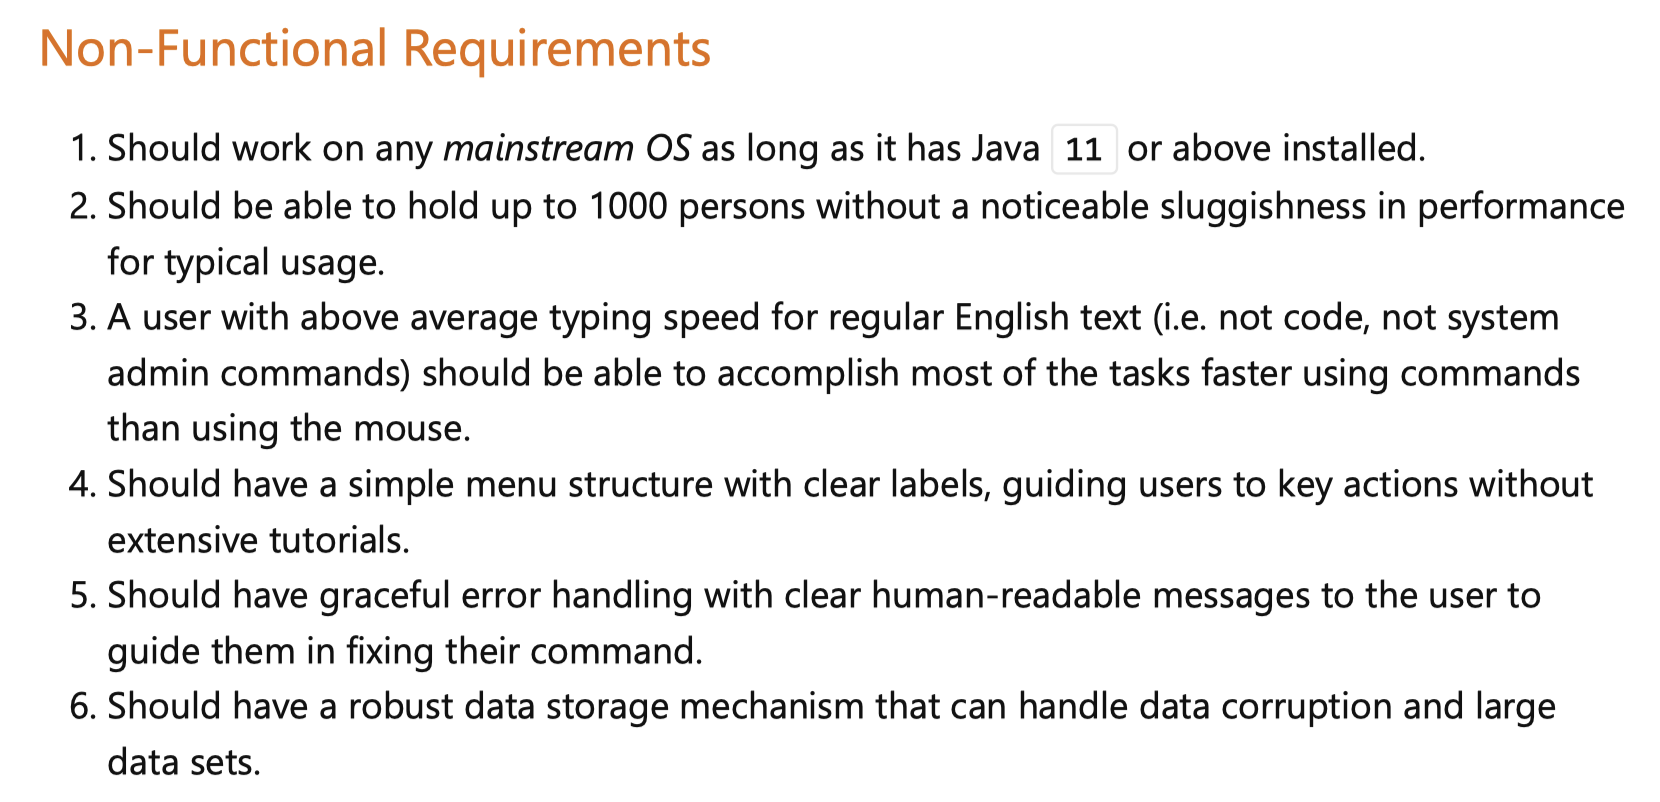 Non-Functional Requirements
1. Should work on any mainstream OS as long as it has Java 11 or above installed.
2. Should be able to hold up to 1000 persons without a noticeable sluggishness in performance
for typical usage.
3. A user with above average typing speed for regular English text (i.e. not code, not system
admin commands) should be able to accomplish most of the tasks faster using commands
than using the mouse.
4. Should have a simple menu structure with clear labels, guiding users to key actions without
extensive tutorials.
5. Should have graceful error handling with clear human-readable messages to the user to
guide them in fixing their command.
6. Should have a robust data storage mechanism that can handle data corruption and large
data sets.